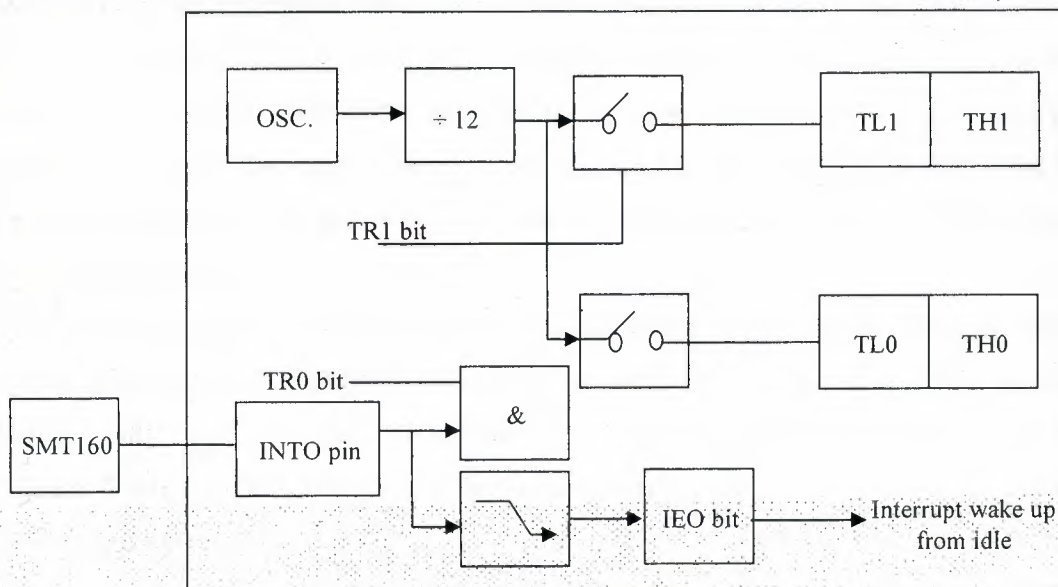 OSC.
÷ 12
TL1
TH1
TR1 bit
TL0
TH0
TR0 bit
&
SMT160
INTO pin
IEO bit
Interrupt wake up
from idle